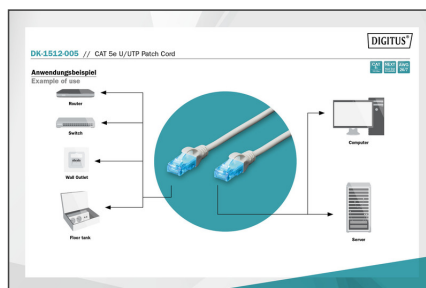 DIGITUS®
DK-1512-005 // CAT 5e U/UTP Patch Cord
Anwendungsbeispiel
Example of use
Router
Switch
Wall Outlet
Floor tank
Computer
Server